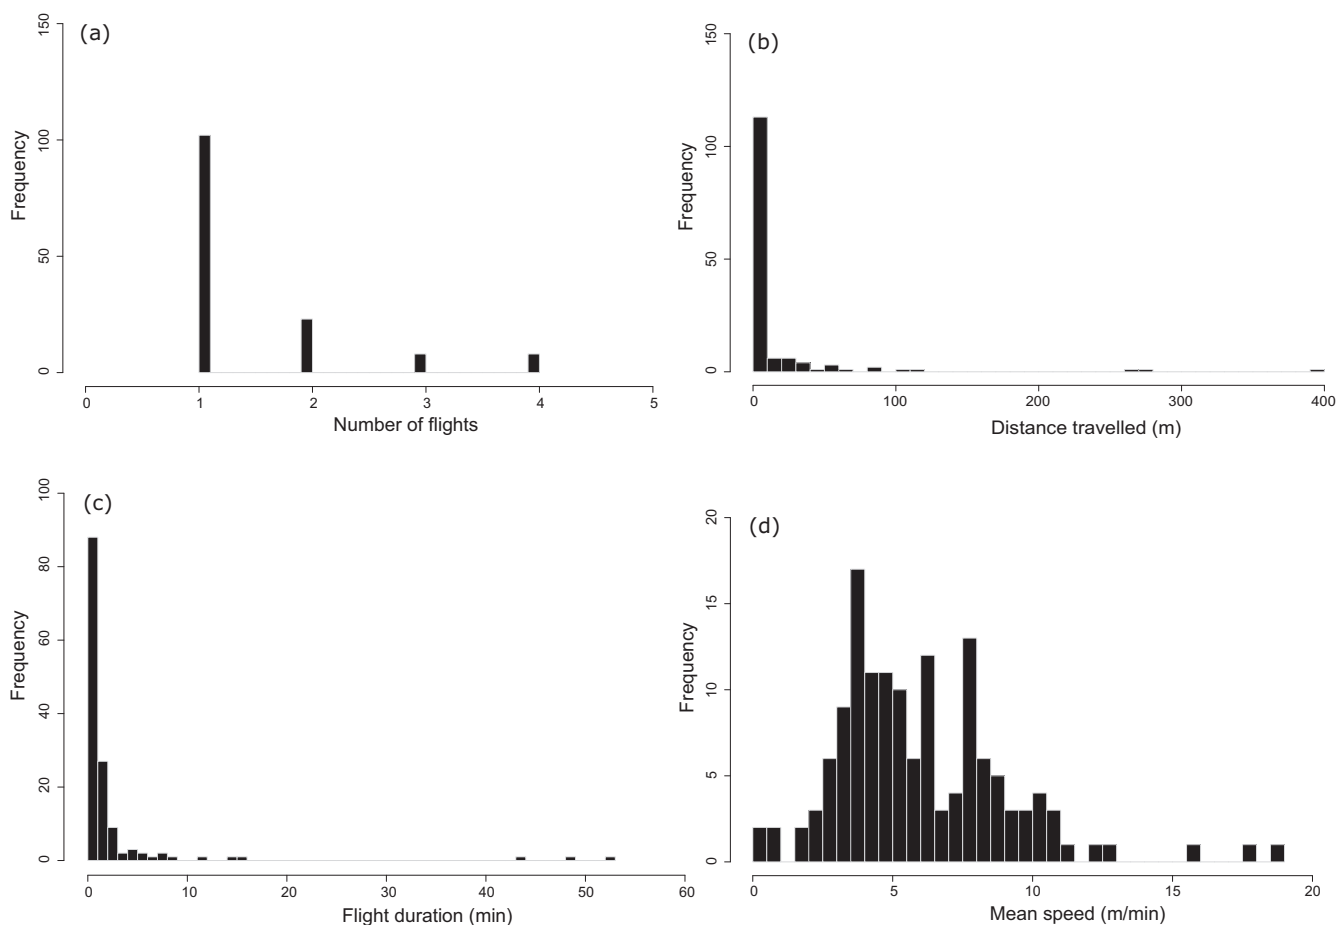 (a)
150
100
50
0
Frequency
0 1 2 3 4 5
Number of flights
(b)
150
100
50
0
Frequency
0 100 200 300 400
Distance travelled (m)
(c)
100
80
60
40
20
0
Frequency
0 10 20 30 40 50 60
Flight duration (min)
(d)
20
15
10
5
0
Frequency
0 5 10 15 20
Mean speed (m/min)